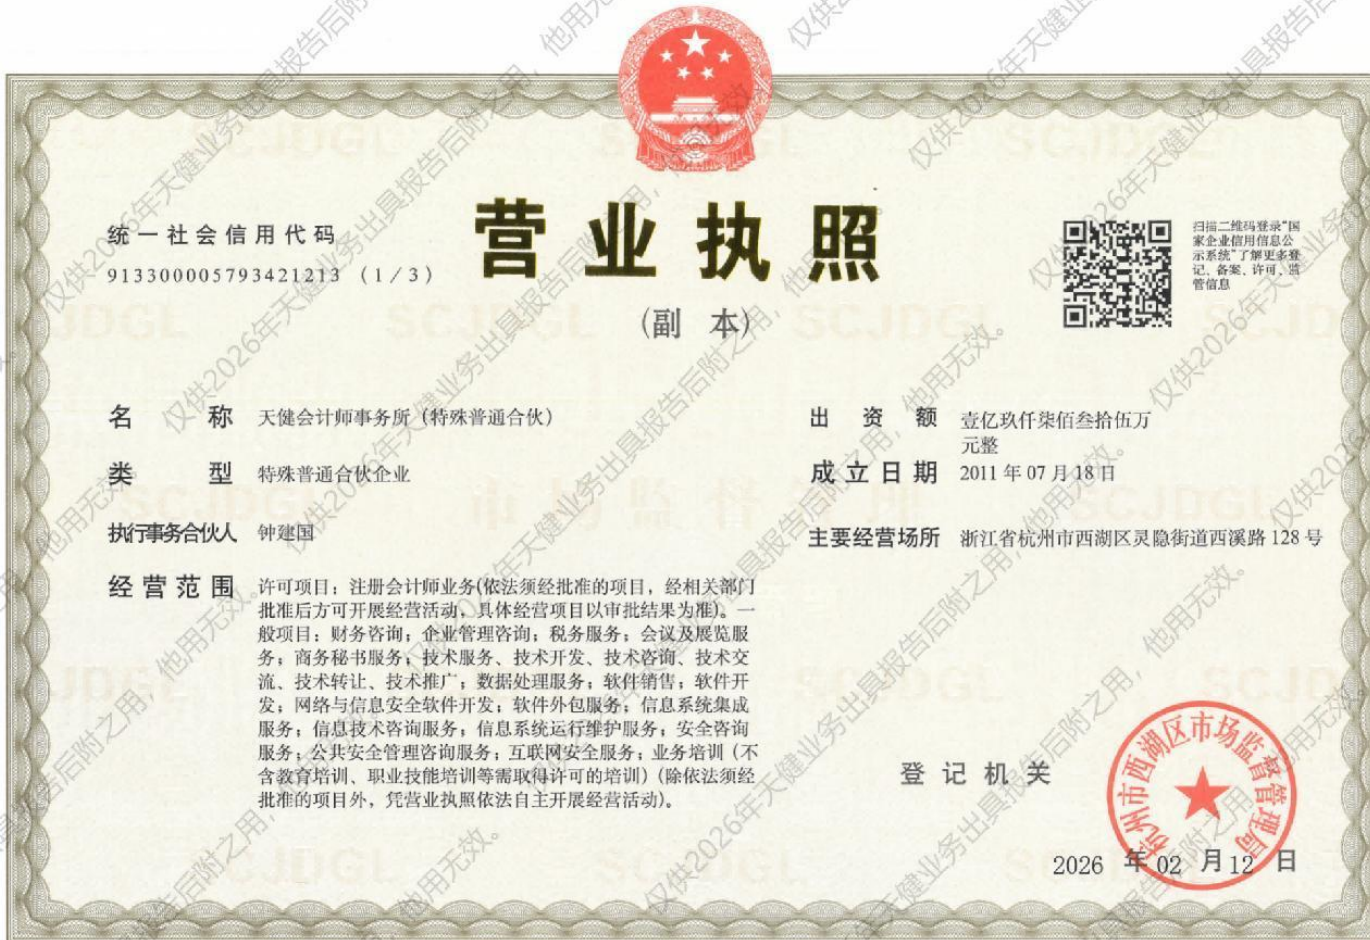 营业执照
(副 本)
统一社会信用代码
913300005793421213 (1/3)
扫描二维码登录“国
家企业信用信息公
示系统”了解更多登
记、备案、许可、监
管信息
名 称 天健会计师事务所（特殊普通合伙）
类 型 特殊普通合伙企业
执行事务合伙人 钟建国
经营范围 许可项目：注册会计师业务(依法须经批准的项目，经相关部门
批准后方可开展经营活动，具体经营项目以审批结果为准)。一
般项目：财务咨询；企业管理咨询；税务服务；会议及展览服
务；商务秘书服务；技术服务、技术开发、技术咨询、技术交
流、技术转让、技术推广；数据处理服务；软件销售；软件开
发；网络与信息安全软件开发；软件外包服务；信息系统集成
服务；信息技术咨询服务；信息系统运行维护服务；安全咨询
服务；公共安全管理咨询服务；互联网安全服务；业务培训（不
含教育培训、职业技能培训等需取得许可的培训）(除依法须经
批准的项目外，凭营业执照依法自主开展经营活动)。
出 资 额 壹亿玖仟柒佰叁拾伍万
元整
成立日期 2011 年 07 月 18 日
主要经营场所 浙江省杭州市西湖区灵隐街道西溪路 128 号
登记机关
杭州市西湖区市场监督管理局
2026 年 02 月 12 日
仅供2026年天健业务出具报告后附之用，他用无效。
SCJDGL
市场监督管理